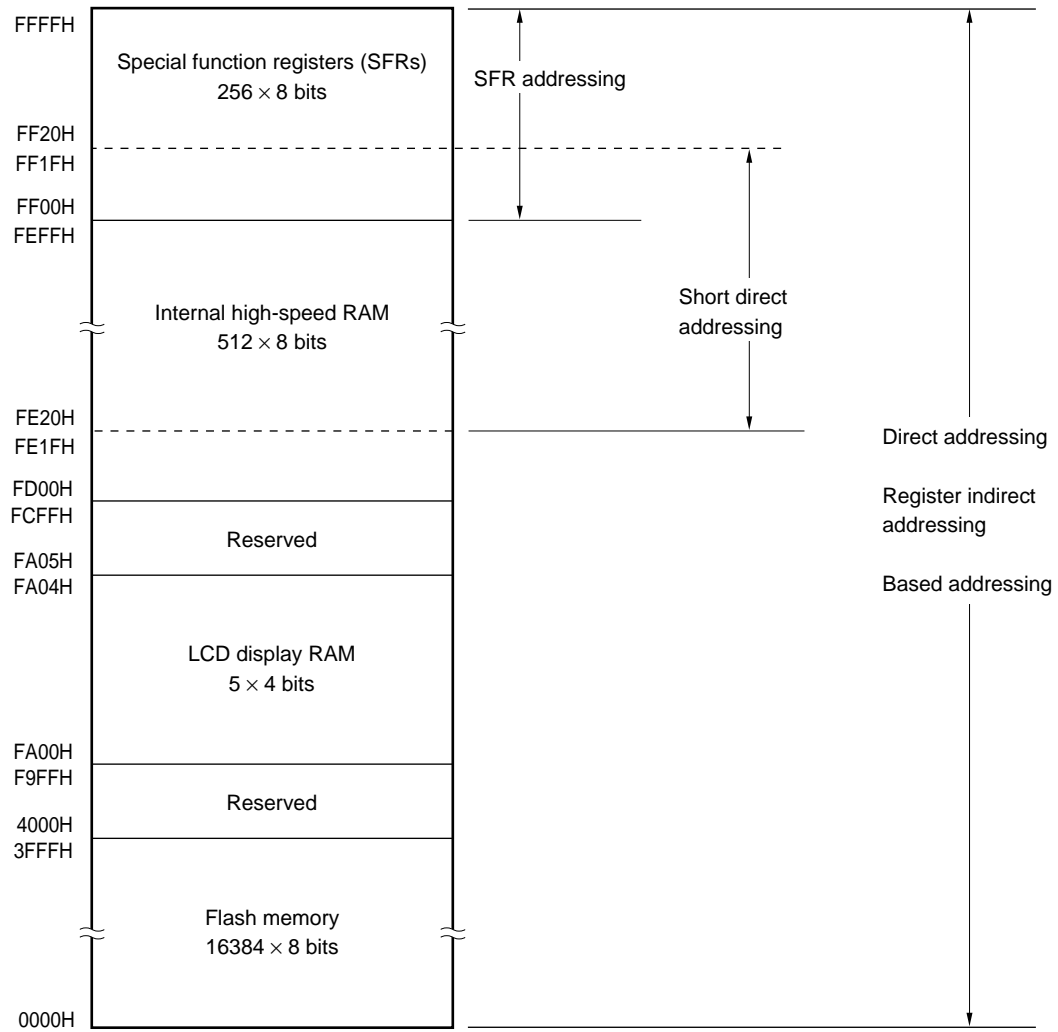 FFFFH
Special function registers (SFRs)
256 × 8 bits
SFR addressing
FF20H
FF1FH
FF00H
FEFFH
Internal high-speed RAM
512 × 8 bits
Short direct
addressing
FE20H
FE1FH
Direct addressing
Register indirect
addressing
Based addressing
FD00H
FCFFH
Reserved
FA05H
FA04H
LCD display RAM
5 × 4 bits
FA00H
F9FFH
Reserved
4000H
3FFFH
Flash memory
16384 × 8 bits
0000H